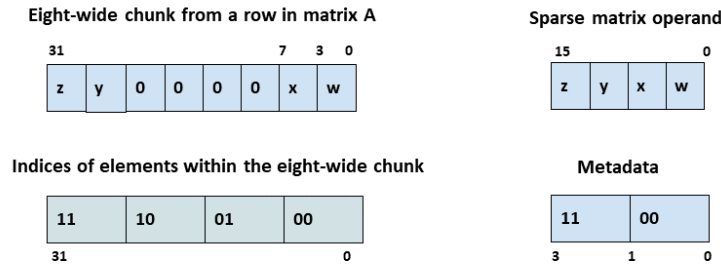 Eight-wide chunk from a row in matrix A
31 7 3 0
z y 0 0 0 0 x w
Sparse matrix operand
15 0
z y x w
Indices of elements within the eight-wide chunk
11 10 01 00
31 0
Metadata
11 00
3 1 0